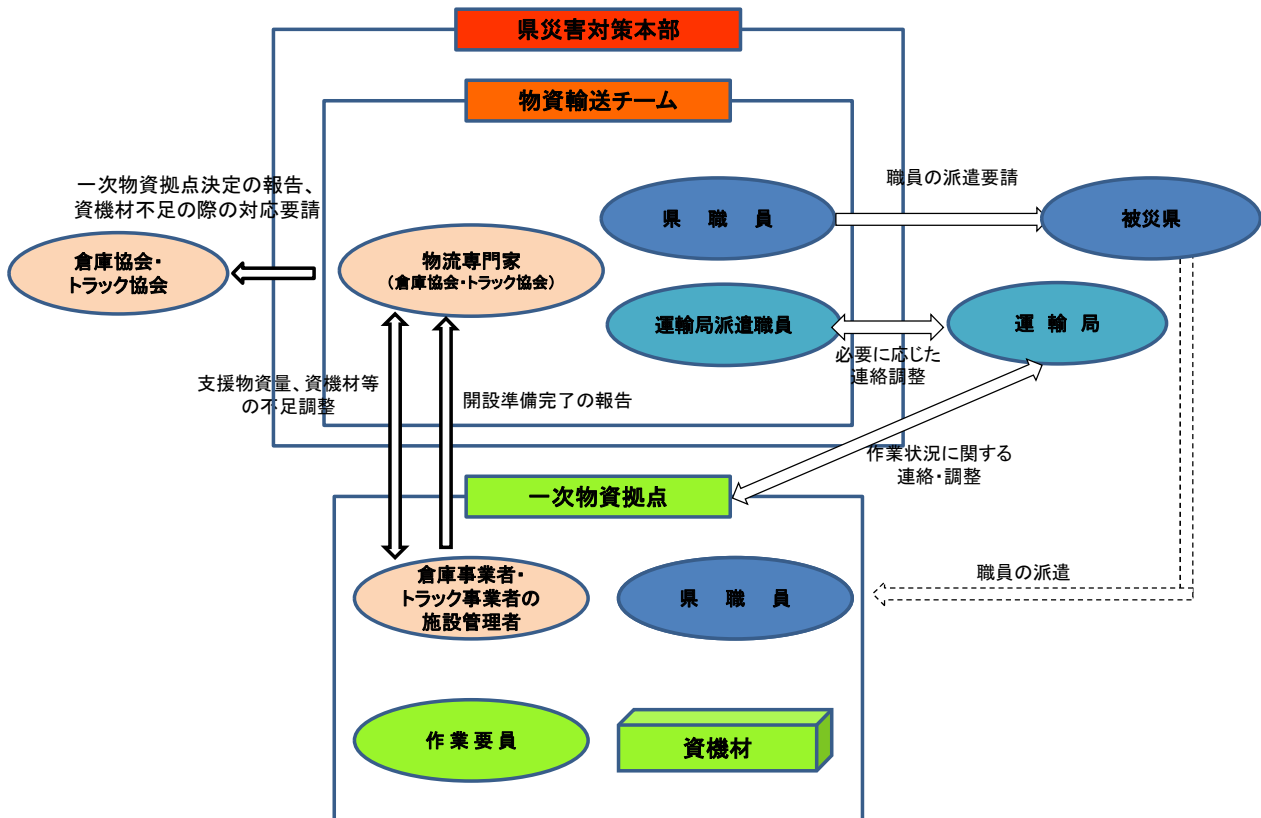 県災害対策本部
物資輸送チーム
一次物資拠点決定の報告、
資機材不足の際の対応要請
職員の派遣要請
県 職 員
被災県
倉庫協会・
トラック協会
物流専門家
(倉庫協会・トラック協会)
運輸局派遣職員
運 輸 局
必要に応じた
連絡調整
支援物資量、資機材等
の不足調整
開設準備完了の報告
作業状況に関する
連絡・調整
一次物資拠点
職員の派遣
倉庫事業者・
トラック事業者の
施設管理者
県 職 員
作 業 要 員
資機材